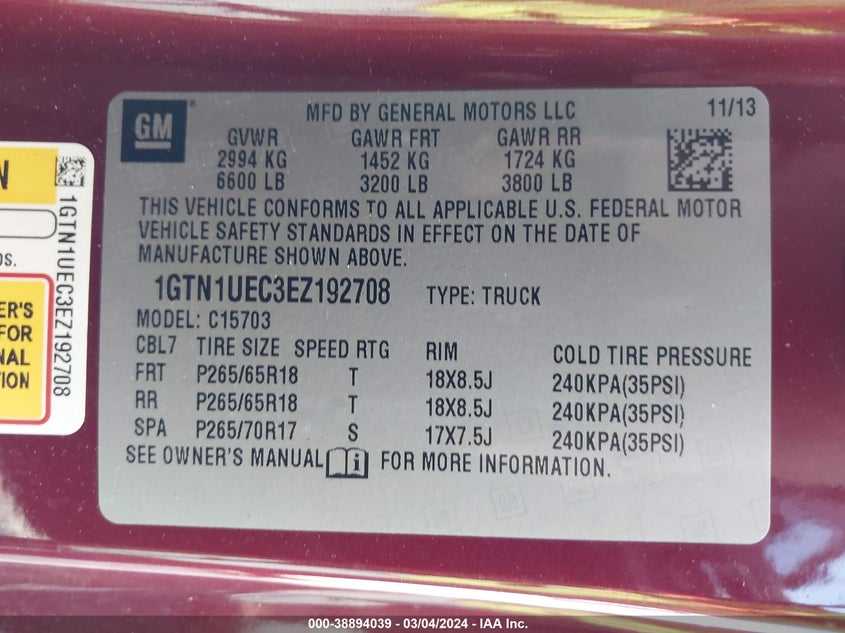 GM
MFD BY GENERAL MOTORS LLC
11/13
GVWR GAWR FRT GAWR RR
2994 KG 1452 KG 1724 KG
6600 LB 3200 LB 3800 LB
THIS VEHICLE CONFORMS TO ALL APPLICABLE U.S. FEDERAL MOTOR
VEHICLE SAFETY STANDARDS IN EFFECT ON THE DATE OF
MANUFACTURE SHOWN ABOVE.
1GTN1UEC3EZ192708 TYPE: TRUCK
MODEL: C15703
CBL7 TIRE SIZE SPEED RTG RIM COLD TIRE PRESSURE
FRT P265/65R18 T 18X8.5J 240KPA(35PSI)
RR P265/65R18 T 18X8.5J 240KPA(35PSI)
SPA P265/70R17 S 17X7.5J 240KPA(35PSI)
SEE OWNER'S MANUAL FOR MORE INFORMATION.
N
1GTN1UEC3EZ192708
DS.
ER'S
FOR
NAL
TION
000-38894039 - 03/04/2024 - IAA Inc.